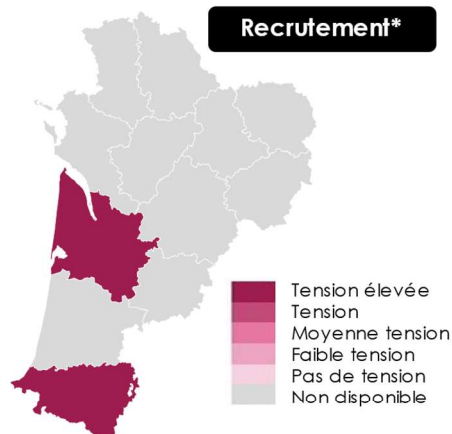 Recrutement*
Tension élevée
Tension
Moyenne tension
Faible tension
Pas de tension
Non disponible